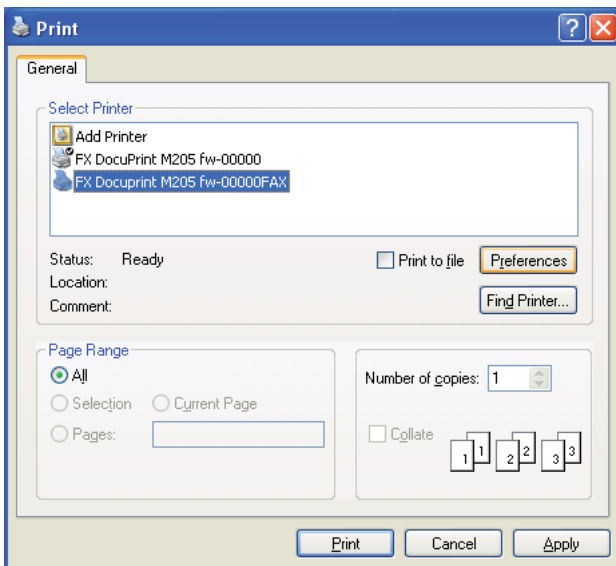 Print
General
Select Printer
Add Printer
FX DocuPrint M205 fw-00000
FX Docuprint M205 fw-00000FAX
Status: Ready
Print to file
Preferences
Location:
Comment:
Find Printer...
Page Range
All
Selection
Current Page
Pages:
Number of copies: 1
Collate
1 1 2 2 3 3
Print
Cancel
Apply